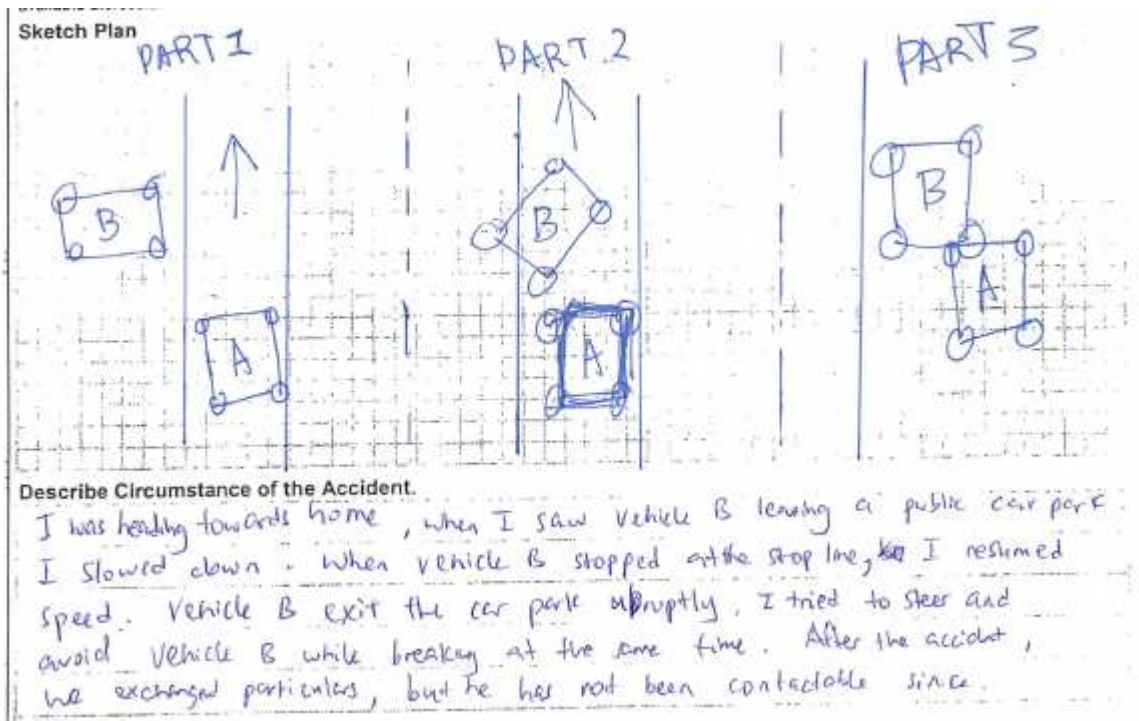 Sketch Plan
PART 1 PART 2 PART 3
B B B
A A A
Describe Circumstance of the Accident.
I was heading towards home, when I saw vehicle B leaving a public car park.
I slowed down. When vehicle B stopped at the stop line, I resumed
speed. Vehicle B exit the car park abruptly, I tried to steer and
avoid vehicle B while breaking at the same time. After the accident,
we exchanged particulars, but he has not been contactable since.